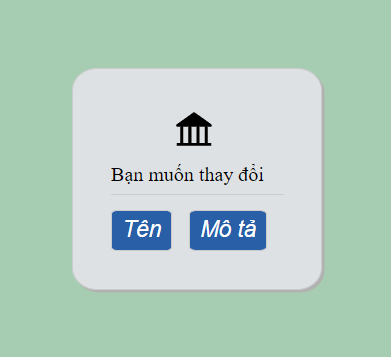 Bạn muốn thay đổi
Tên Mô tả